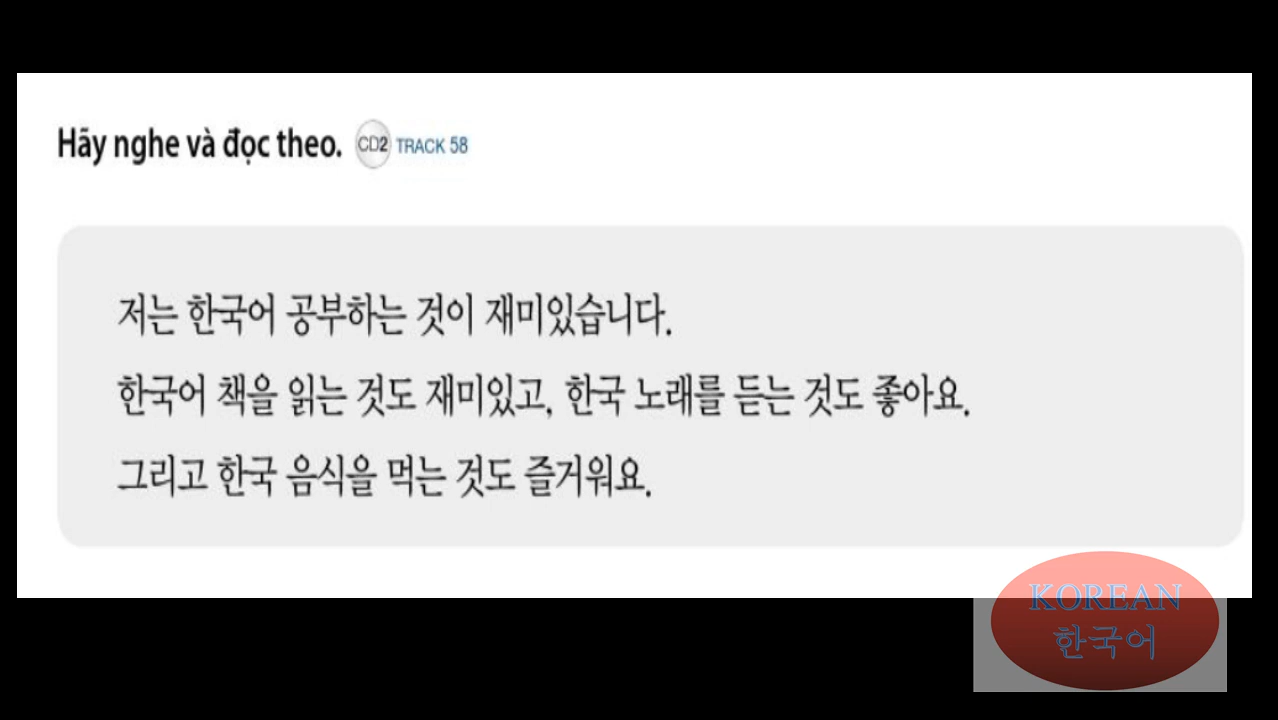 Hãy nghe và đọc theo. CD2 TRACK 58
저는 한국어 공부하는 것이 재미있습니다.
한국어 책을 읽는 것도 재미있고, 한국 노래를 듣는 것도 좋아요.
그리고 한국 음식을 먹는 것도 즐거워요.
KOREAN
한국어